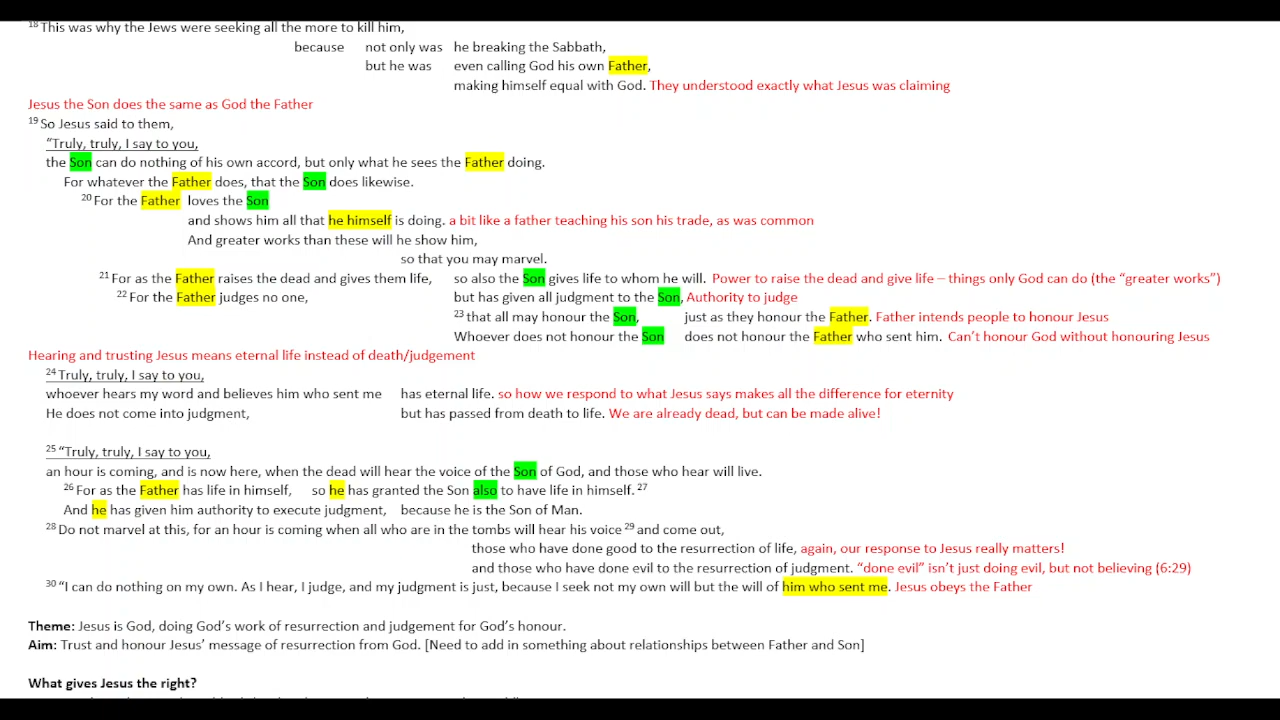 18 This was why the Jews were seeking all the more to kill him,
because not only was he breaking the Sabbath,
but he was even calling God his own Father,
making himself equal with God. They understood exactly what Jesus was claiming
Jesus the Son does the same as God the Father
19 So Jesus said to them,
“Truly, truly, I say to you,
the Son can do nothing of his own accord, but only what he sees the Father doing.
For whatever the Father does, that the Son does likewise.
20 For the Father loves the Son
and shows him all that he himself is doing. a bit like a father teaching his son his trade, as was common
And greater works than these will he show him,
so that you may marvel.
21 For as the Father raises the dead and gives them life, so also the Son gives life to whom he will. Power to raise the dead and give life – things only God can do (the “greater works”)
22 For the Father judges no one, but has given all judgment to the Son, Authority to judge
23 that all may honour the Son, just as they honour the Father. Father intends people to honour Jesus
Whoever does not honour the Son does not honour the Father who sent him. Can’t honour God without honouring Jesus
Hearing and trusting Jesus means eternal life instead of death/judgement
24 Truly, truly, I say to you,
whoever hears my word and believes him who sent me has eternal life. so how we respond to what Jesus says makes all the difference for eternity
He does not come into judgment, but has passed from death to life. We are already dead, but can be made alive!
25 “Truly, truly, I say to you,
an hour is coming, and is now here, when the dead will hear the voice of the Son of God, and those who hear will live.
26 For as the Father has life in himself, so he has granted the Son also to have life in himself. 27
And he has given him authority to execute judgment, because he is the Son of Man.
28 Do not marvel at this, for an hour is coming when all who are in the tombs will hear his voice 29 and come out,
those who have done good to the resurrection of life, again, our response to Jesus really matters!
and those who have done evil to the resurrection of judgment. “done evil” isn’t just doing evil, but not believing (6:29)
30 “I can do nothing on my own. As I hear, I judge, and my judgment is just, because I seek not my own will but the will of him who sent me. Jesus obeys the Father
Theme: Jesus is God, doing God’s work of resurrection and judgement for God’s honour.
Aim: Trust and honour Jesus’ message of resurrection from God. [Need to add in something about relationships between Father and Son]
What gives Jesus the right?